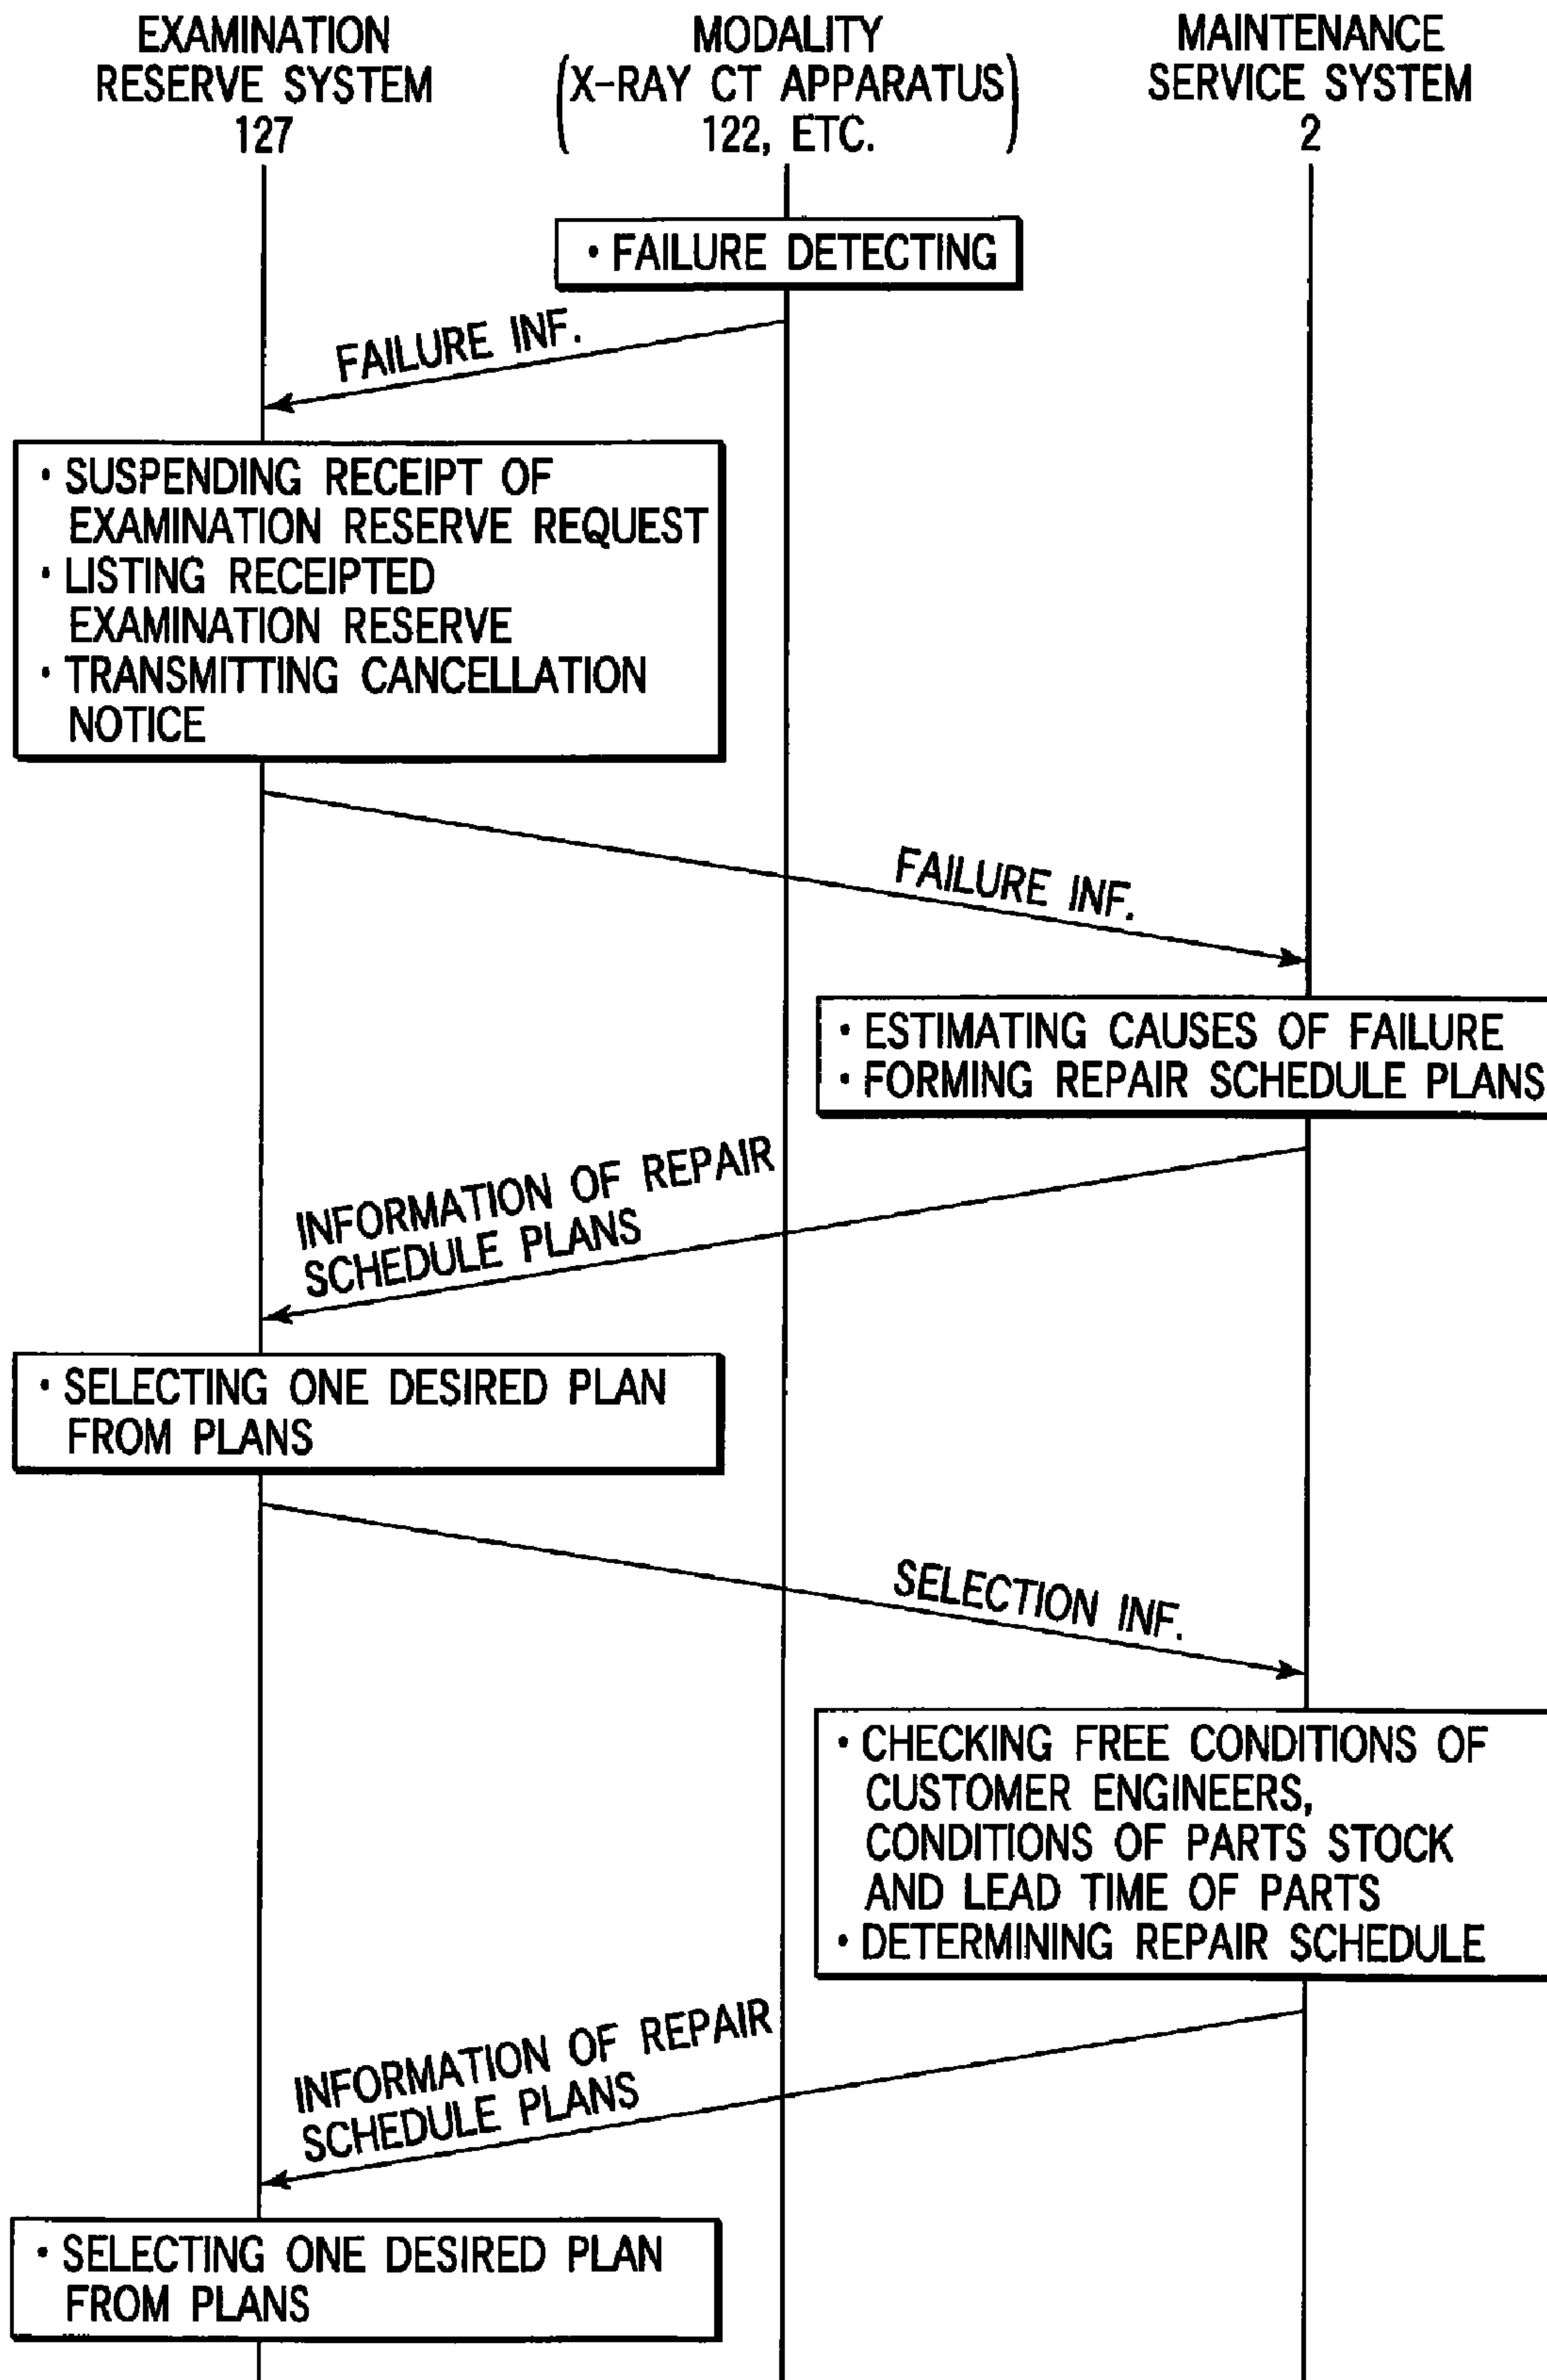 EXAMINATION
RESERVE SYSTEM
127
MODALITY
(X-RAY CT APPARATUS
122, ETC.)
MAINTENANCE
SERVICE SYSTEM
2
· FAILURE DETECTING
FAILURE INF.
· SUSPENDING RECEIPT OF
EXAMINATION RESERVE REQUEST
· LISTING RECEIPTED
EXAMINATION RESERVE
· TRANSMITTING CANCELLATION
NOTICE
FAILURE INF.
· ESTIMATING CAUSES OF FAILURE
· FORMING REPAIR SCHEDULE PLANS
INFORMATION OF REPAIR
SCHEDULE PLANS
· SELECTING ONE DESIRED PLAN
FROM PLANS
SELECTION INF.
· CHECKING FREE CONDITIONS OF
CUSTOMER ENGINEERS,
CONDITIONS OF PARTS STOCK
AND LEAD TIME OF PARTS
· DETERMINING REPAIR SCHEDULE
INFORMATION OF REPAIR
SCHEDULE PLANS
· SELECTING ONE DESIRED PLAN
FROM PLANS